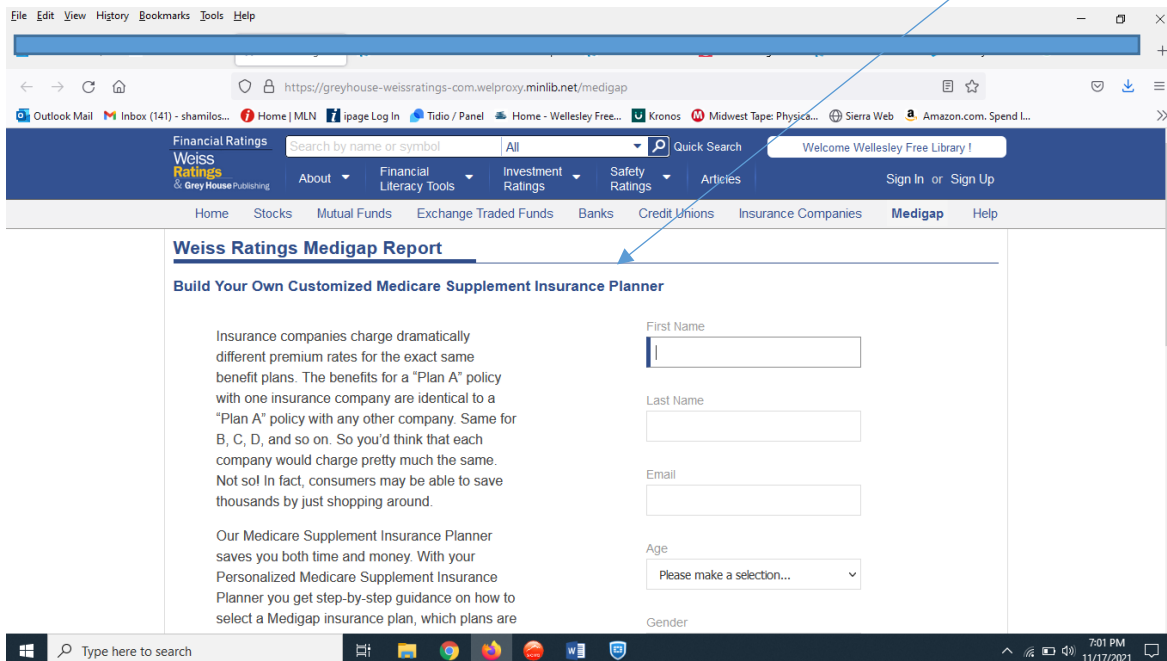 File Edit View History Bookmarks Tools Help
https://greyhouse-weissratings-com.welproxy.minlib.net/medigap
Outlook Mail Inbox (141) - shamilos... Home | MLN ipage Log In Tidio / Panel Home - Wellesley Free... Kronos Midwest Tape: Physica... Sierra Web Amazon.com. Spend l...
Financial Ratings
Weiss
Ratings
& Grey House Publishing
Search by name or symbol All Quick Search Welcome Wellesley Free Library !
About Financial Literacy Tools Investment Ratings Safety Ratings Articles Sign In or Sign Up
Home Stocks Mutual Funds Exchange Traded Funds Banks Credit Unions Insurance Companies Medigap Help
Weiss Ratings Medigap Report
Build Your Own Customized Medicare Supplement Insurance Planner
Insurance companies charge dramatically
different premium rates for the exact same
benefit plans. The benefits for a “Plan A” policy
with one insurance company are identical to a
“Plan A” policy with any other company. Same for
B, C, D, and so on. So you’d think that each
company would charge pretty much the same.
Not so! In fact, consumers may be able to save
thousands by just shopping around.
Our Medicare Supplement Insurance Planner
saves you both time and money. With your
Personalized Medicare Supplement Insurance
Planner you get step-by-step guidance on how to
select a Medigap insurance plan, which plans are
First Name
Last Name
Email
Age
Please make a selection...
Gender
Type here to search
7:01 PM
11/17/2021